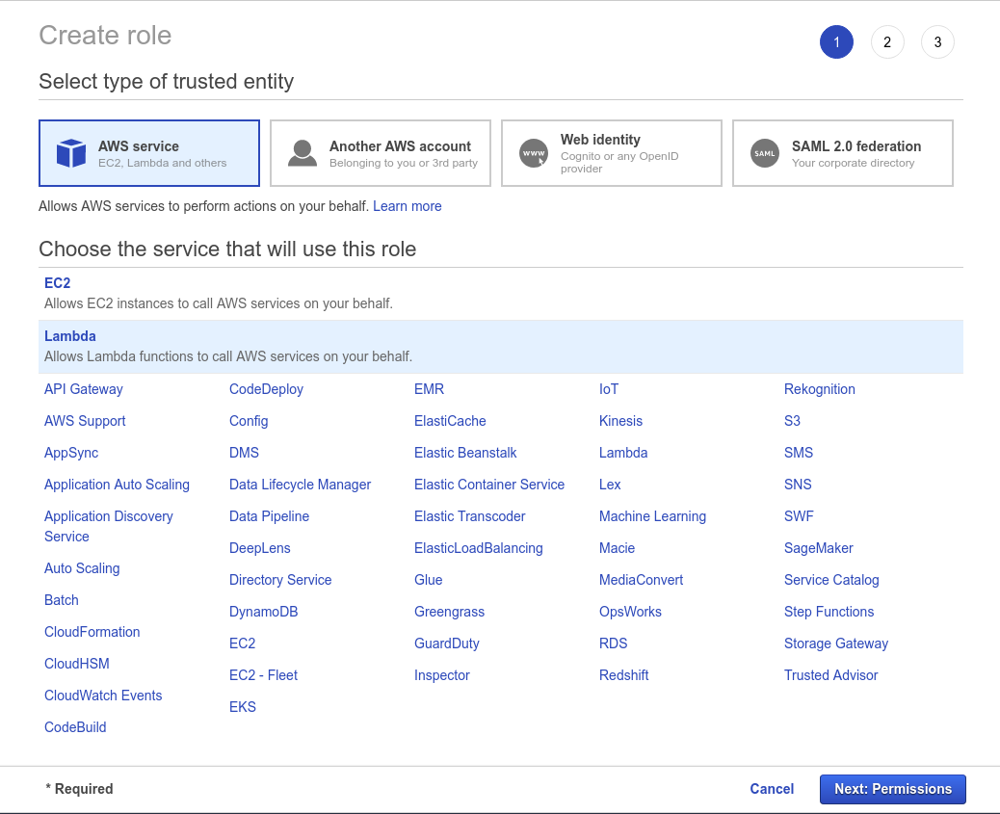 Create role
1 2 3
Select type of trusted entity
AWS service
EC2, Lambda and others
Another AWS account
Belonging to you or 3rd party
www
Web identity
Cognito or any OpenID
provider
SAML
SAML 2.0 federation
Your corporate directory
Allows AWS services to perform actions on your behalf. Learn more
Choose the service that will use this role
EC2
Allows EC2 instances to call AWS services on your behalf.
Lambda
Allows Lambda functions to call AWS services on your behalf.
API Gateway
AWS Support
AppSync
Application Auto Scaling
Application Discovery
Service
Auto Scaling
Batch
CloudFormation
CloudHSM
CloudWatch Events
CodeBuild
CodeDeploy
Config
DMS
Data Lifecycle Manager
Data Pipeline
DeepLens
Directory Service
DynamoDB
EC2
EC2 - Fleet
EKS
EMR
ElastiCache
Elastic Beanstalk
Elastic Container Service
Elastic Transcoder
ElasticLoadBalancing
Glue
Greengrass
GuardDuty
Inspector
IoT
Kinesis
Lambda
Lex
Machine Learning
Macie
MediaConvert
OpsWorks
RDS
Redshift
Rekognition
S3
SMS
SNS
SWF
SageMaker
Service Catalog
Step Functions
Storage Gateway
Trusted Advisor
* Required
Cancel
Next: Permissions